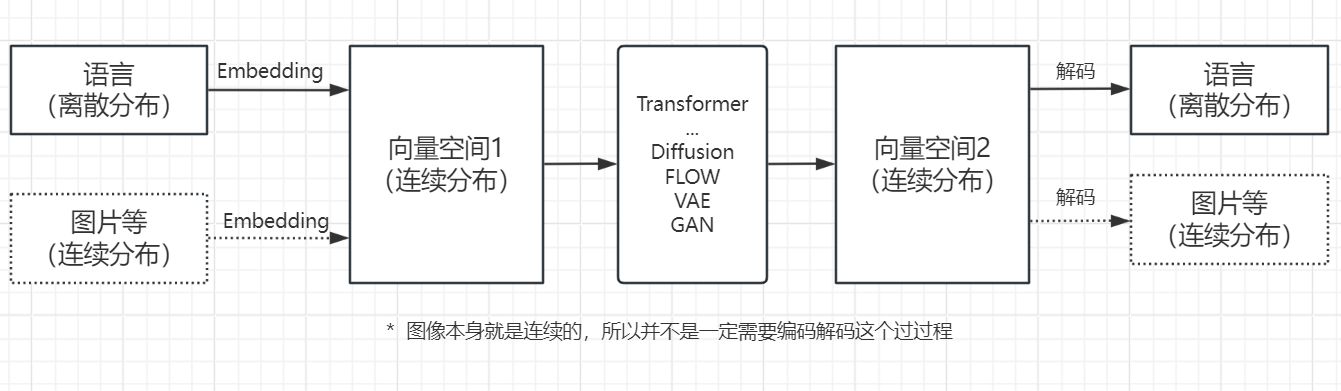 语言
（离散分布）
Embedding
图片等
（连续分布）
Embedding
向量空间1
（连续分布）
Transformer
...
Diffusion
FLOW
VAE
GAN
向量空间2
（连续分布）
解码
语言
（离散分布）
解码
图片等
（连续分布）
* 图像本身就是连续的，所以并不是一定需要编码解码这个过过程